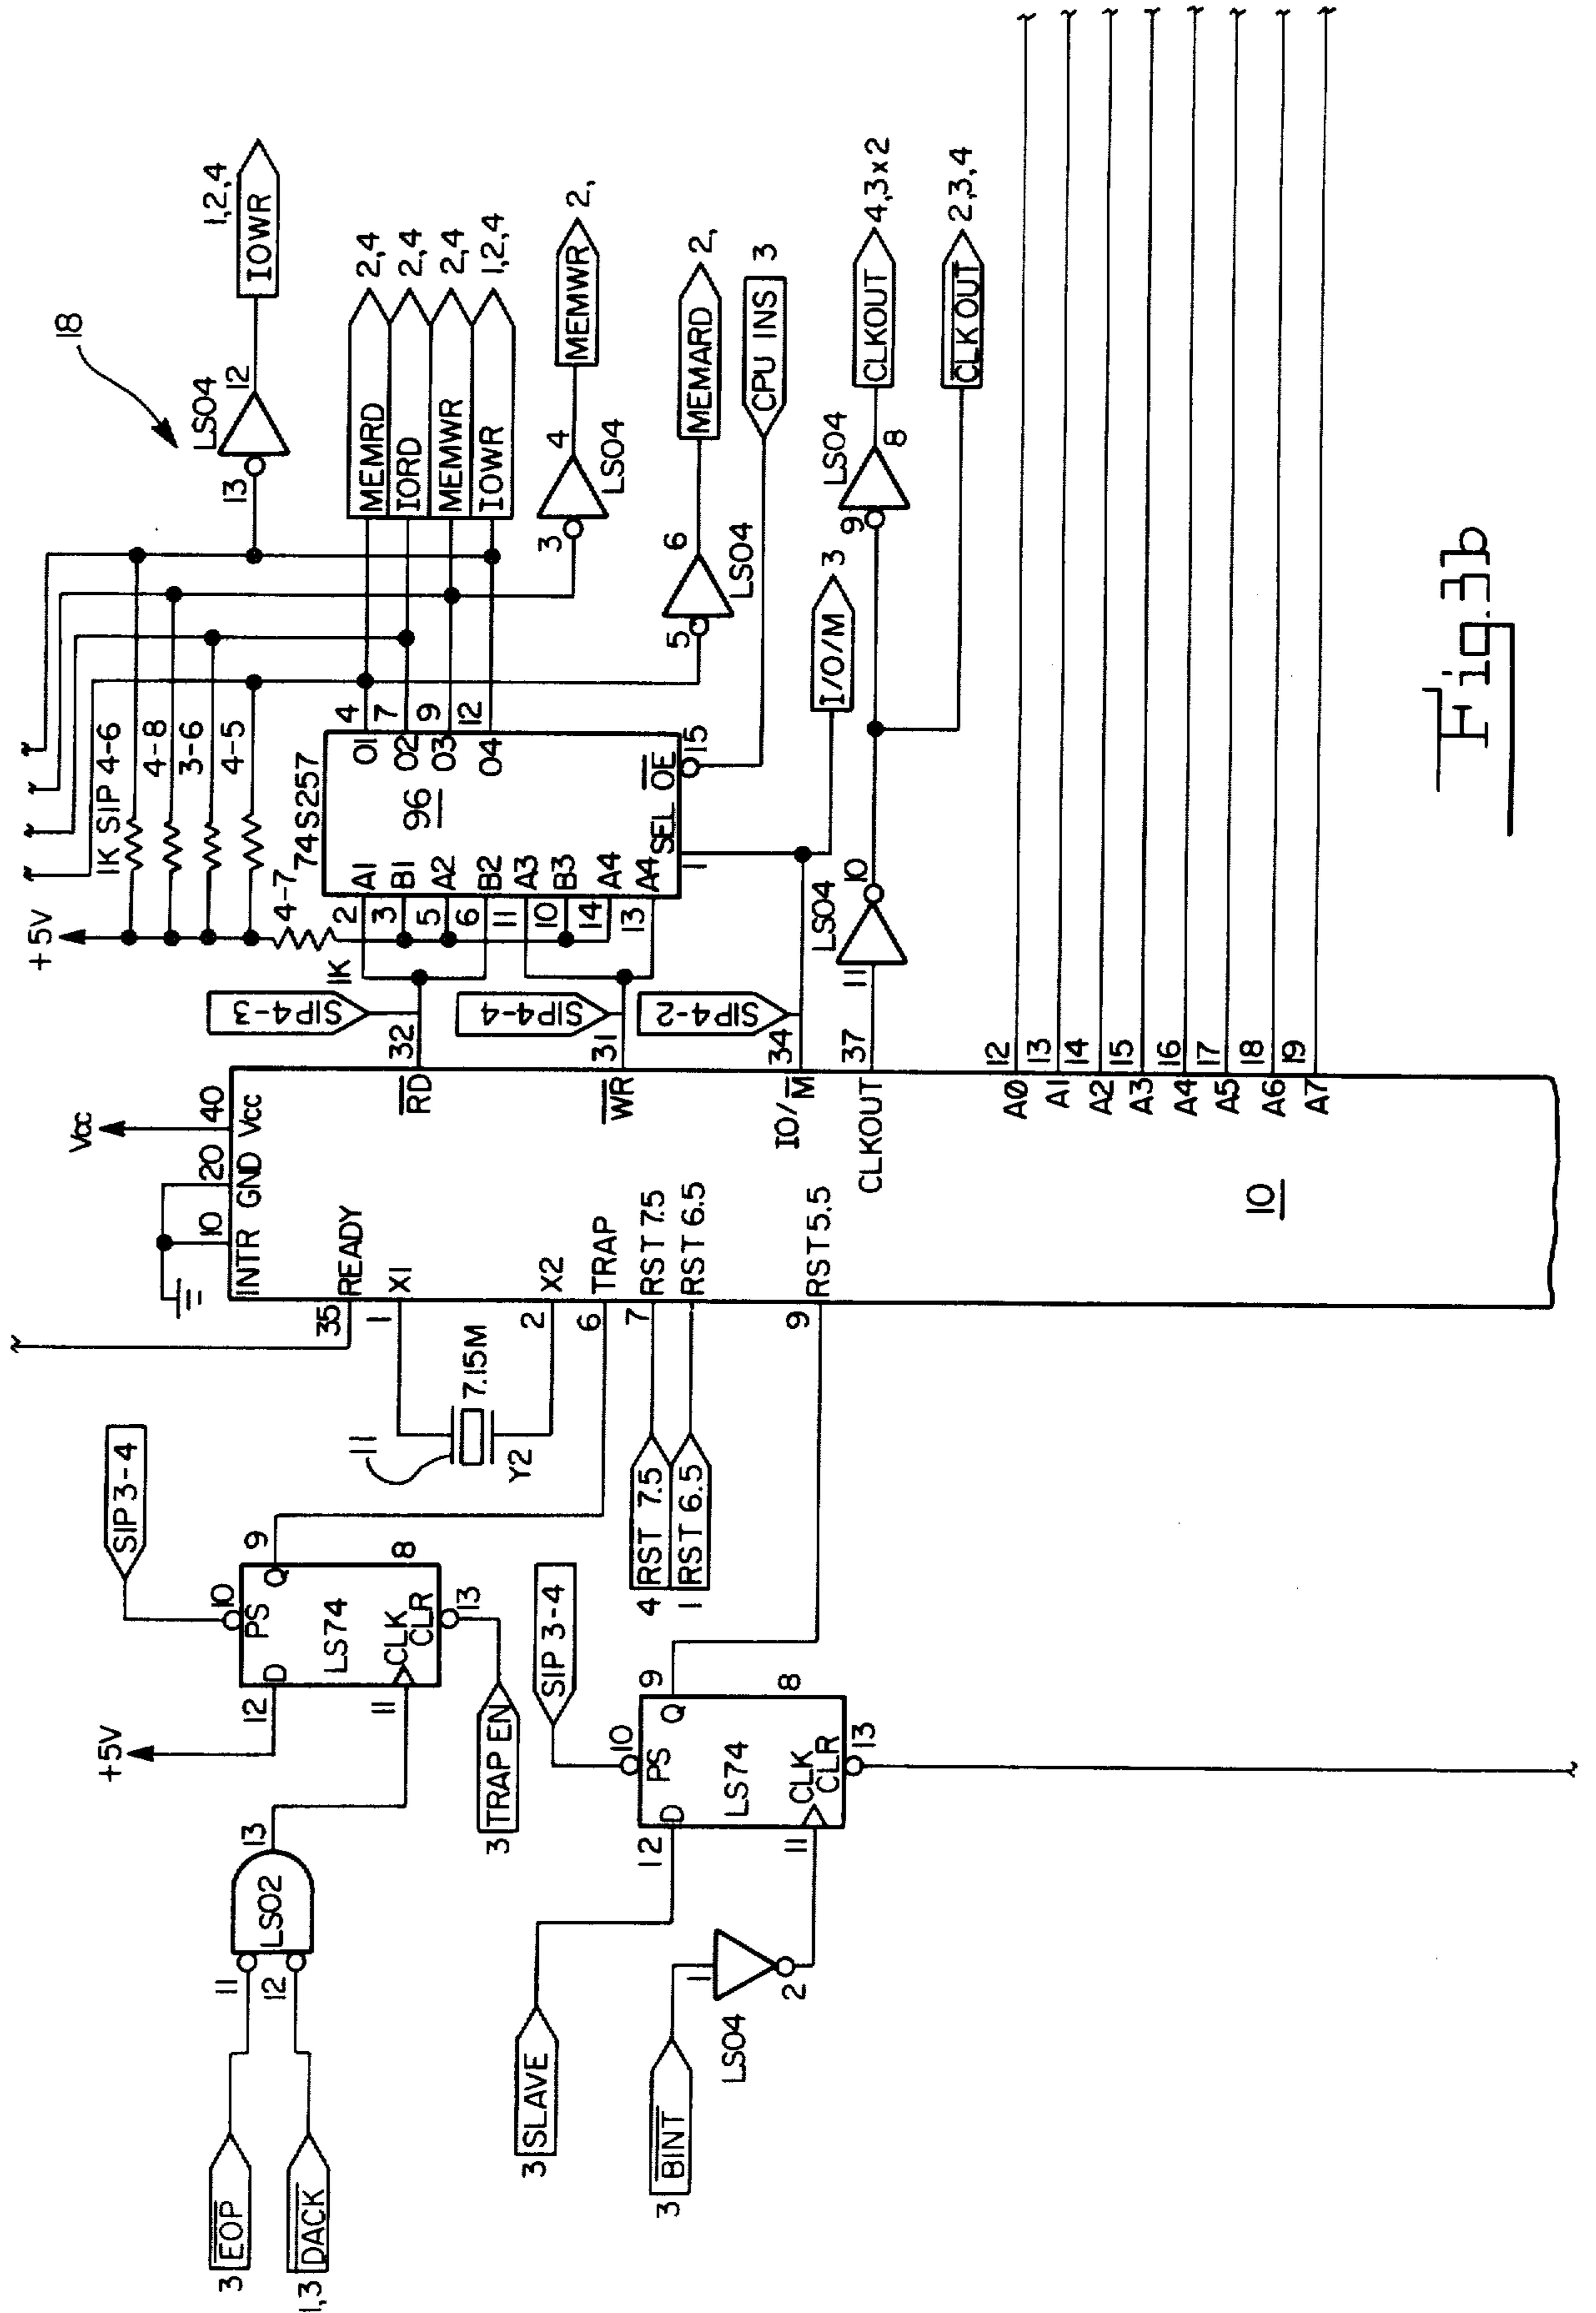 3 EOP
1,3 DACK
11
12
LS02
13
+5V
12
11
D
PS
LS74
CLK
CLR
Q
10
9
8
13
SIP 3-4
3 TRAP EN
3 SLAVE
3 BINT
1
2
LS04
12
11
D
PS
LS74
CLK
CLR
Q
10
9
8
13
SIP 3-4
4 RST 7.5
1 RST 6.5
11
7.15M
Y2
35
1
2
6
7
9
INTR
GND
Vcc
10
20
40
Vcc
READY
X1
X2
TRAP
RST 7.5
RST 6.5
RST 5.5
10
RD
WR
IO/M
CLKOUT
A0
A1
A2
A3
A4
A5
A6
A7
32
31
34
37
12
13
14
15
16
17
18
19
SIP4-3
SIP4-4
SIP4-2
+5V
1K SIP 4-6
4-8
3-6
4-5
4-7
1K
2
3
5
6
11
10
14
13
74S257
A1
B1
A2
B2
A3
B3
A4
A4
96
SEL
OE
O1
O2
O3
O4
4
7
9
12
1
15
18
13
LS04
12
IOWR
1,2,4
MEMRD 2,4
IORD 2,4
MEMWR 2,4
IOWR 1,2,4
3
4
LS04
MEMWR 2,
5
6
LS04
MEMARD 2,
CPU INS 3
I/O/M 3
11
LS04
10
9
LS04
8
CLKOUT 4,3x2
CLK OUT 2,3,4
Fig.3b